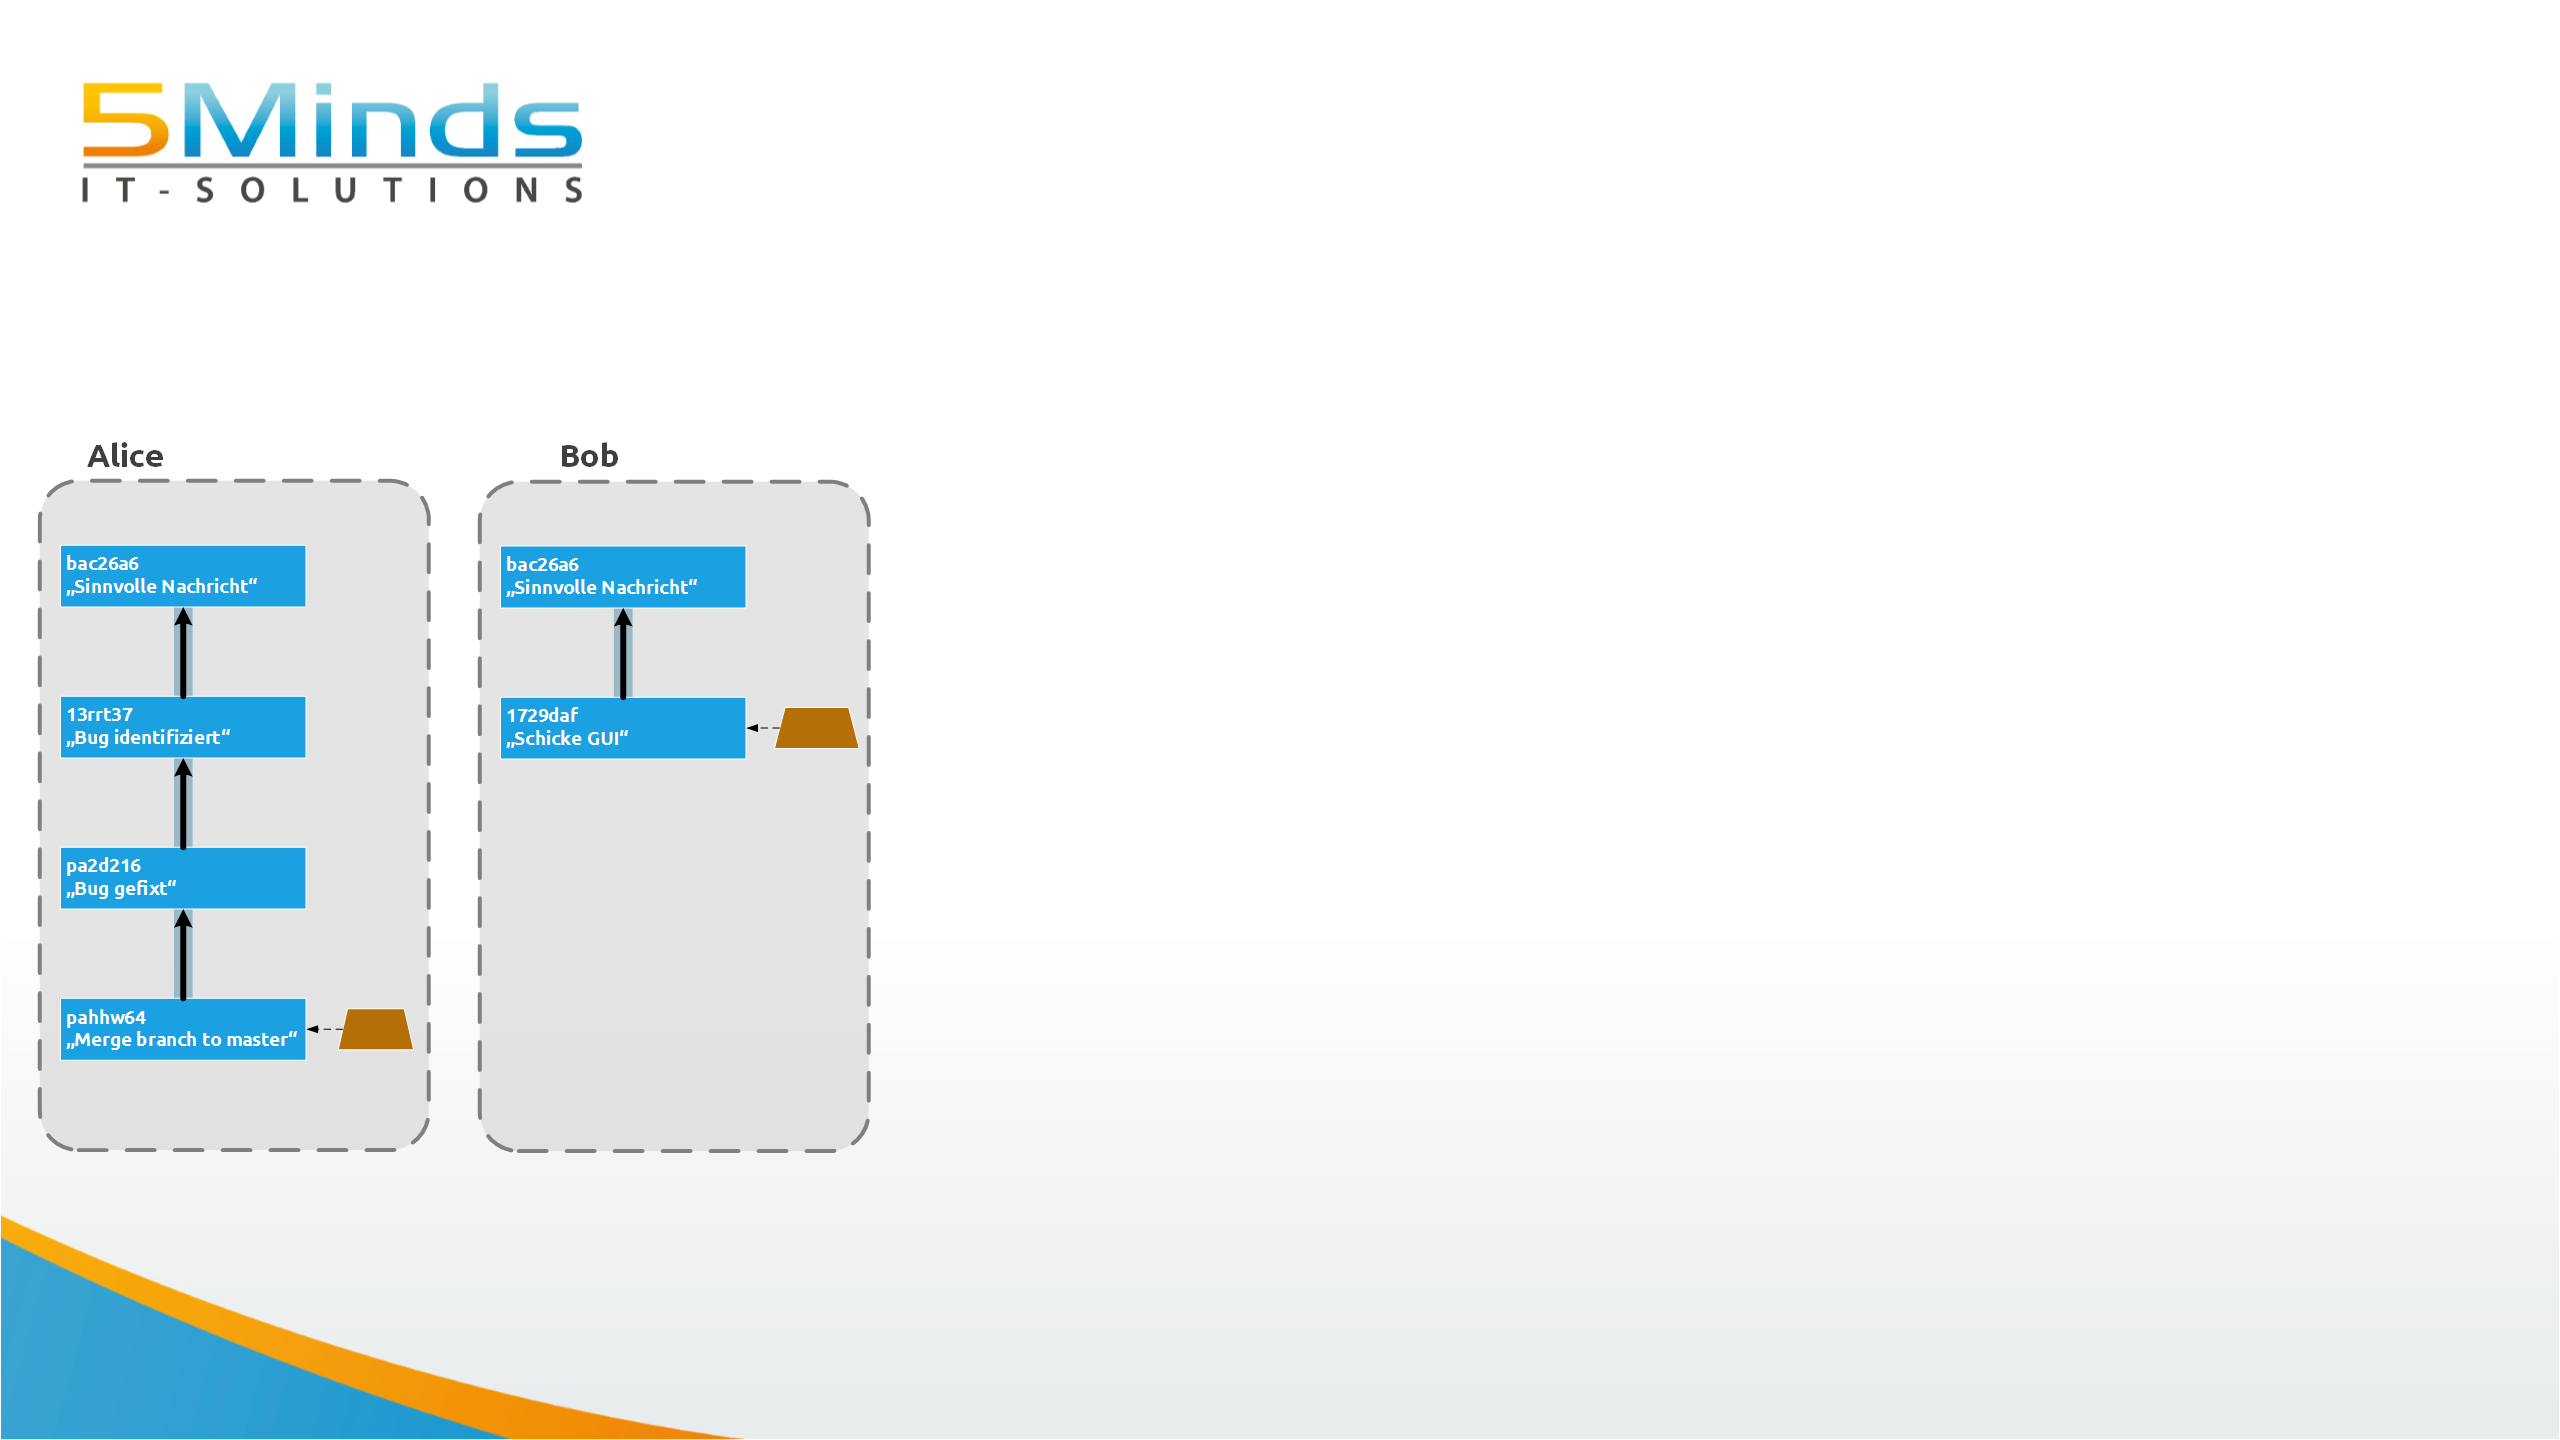 5Minds
IT-SOLUTIONS
Alice
bac26a6
„Sinnvolle Nachricht“
13rrt37
„Bug identifiziert“
pa2d216
„Bug gefixt“
pahhw64
„Merge branch to master“
Bob
bac26a6
„Sinnvolle Nachricht“
1729daf
„Schicke GUI“